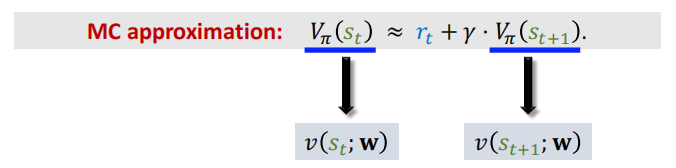 MC approximation: V_π(s_t) ≈ r_t + γ · V_π(s_{t+1}).
v(s_t; w) v(s_{t+1}; w)